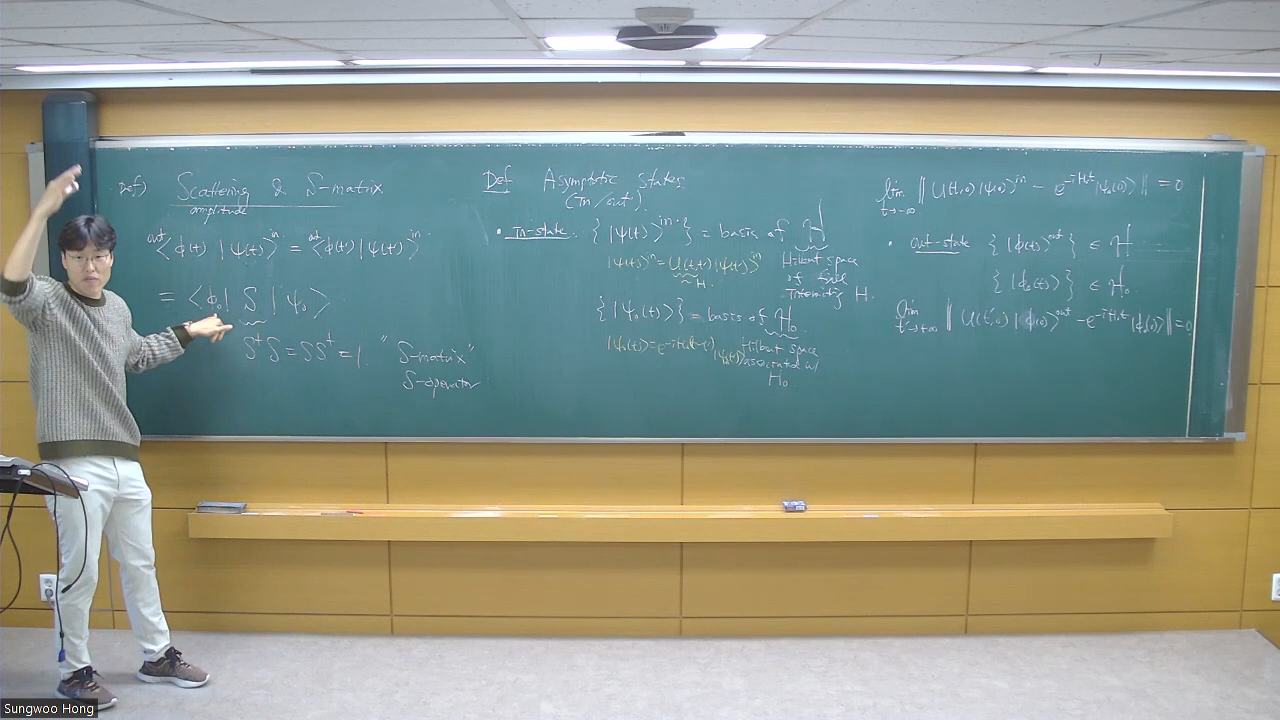 Def) Scattering & S-matrix
amplitude
out⟨ϕ(t) | ψ(t)⟩in = out⟨ϕ(t) | ψ(t)⟩in
= ⟨ϕ₀| S | ψ₀⟩
S†S = SS† = 1. "S-matrix"
S-operator
Def Asymptotic States
(In/out).
• In-state. { |ψ(t)⟩in } = basis of H
|ψ(t)⟩in = U(t,t') |ψ(t')⟩in
H.
Hilbert space
of full
Interacting H.
{ |ψ₀(t)⟩ } = basis of H₀
|ψ₀(t)⟩ = e^{-iH₀(t-t')} |ψ₀(t')⟩
Hilbert space
associated w/
H₀
lim t→-∞ ‖ U(t,0) |ψ(0)⟩in − e^{-iH₀t} |ψ₀(0)⟩ ‖ = 0
• out-state { |ϕ(t)⟩out } ∈ H
{ |ϕ₀(t)⟩ } ∈ H₀
lim t→∞ ‖ U(t,0) |ϕ(0)⟩out − e^{-iH₀t} |ϕ₀(0)⟩ ‖ = 0
Sungwoo Hong